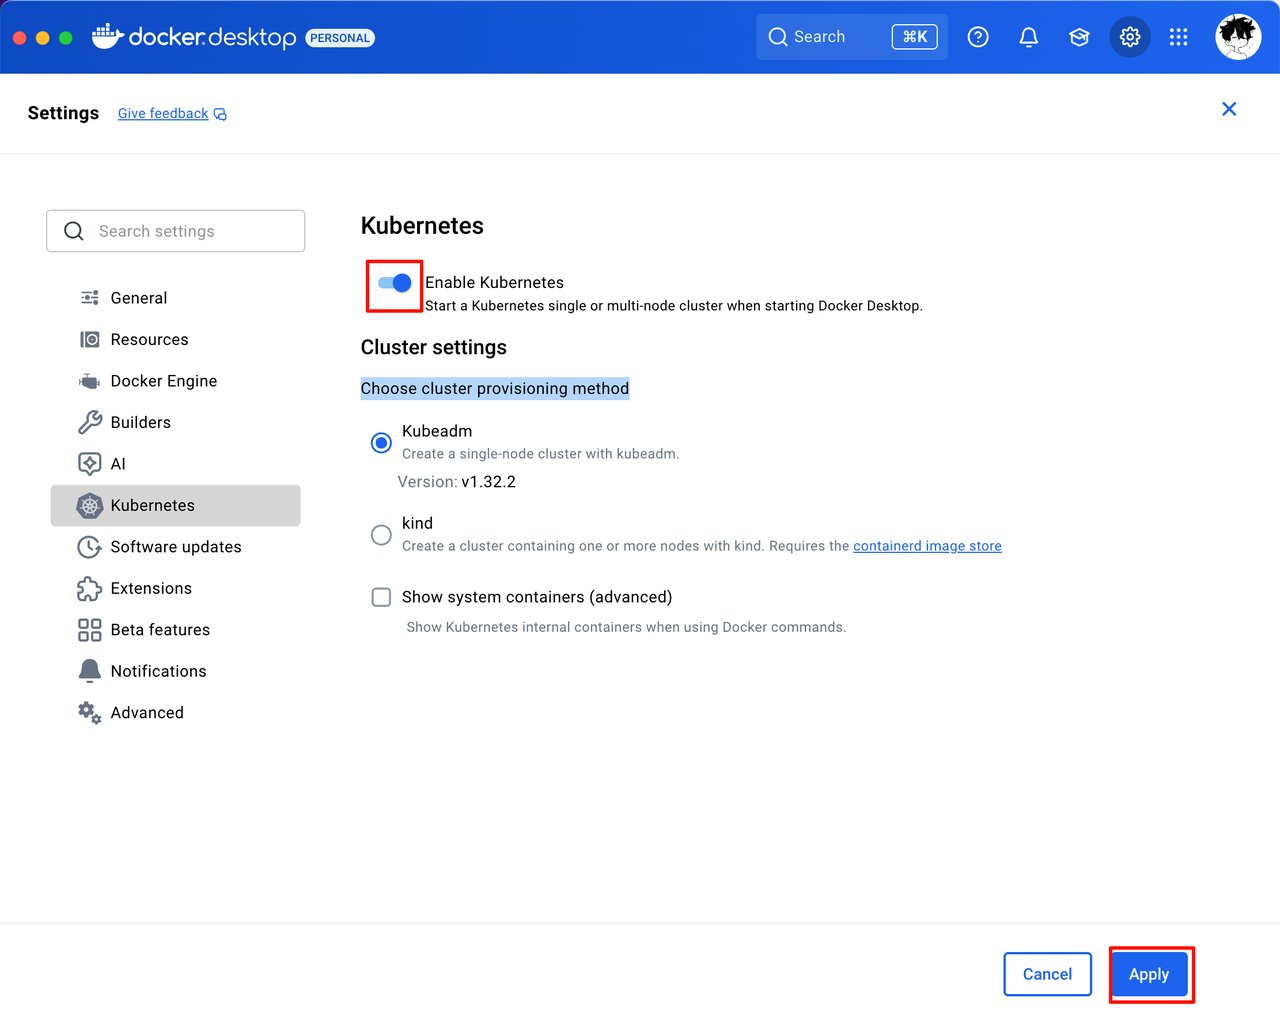 docker.desktop PERSONAL
Search ⌘K
Settings Give feedback
Search settings
General
Resources
Docker Engine
Builders
AI
Kubernetes
Software updates
Extensions
Beta features
Notifications
Advanced
Kubernetes
Enable Kubernetes
Start a Kubernetes single or multi-node cluster when starting Docker Desktop.
Cluster settings
Choose cluster provisioning method
Kubeadm
Create a single-node cluster with kubeadm.
Version: v1.32.2
kind
Create a cluster containing one or more nodes with kind. Requires the containerd image store
Show system containers (advanced)
Show Kubernetes internal containers when using Docker commands.
Cancel Apply